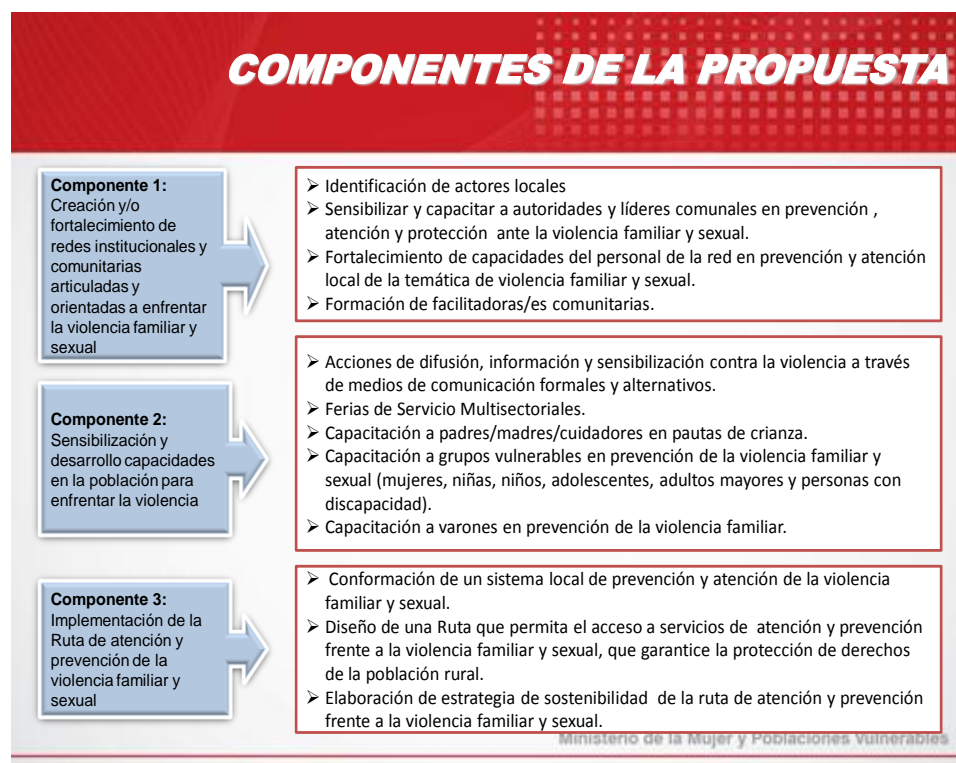 COMPONENTES DE LA PROPUESTA
Componente 1:
Creación y/o
fortalecimiento de
redes institucionales y
comunitarias
articuladas y
orientadas a enfrentar
la violencia familiar y
sexual
➢ Identificación de actores locales
➢ Sensibilizar y capacitar a autoridades y líderes comunales en prevención ,
atención y protección ante la violencia familiar y sexual.
➢ Fortalecimiento de capacidades del personal de la red en prevención y atención
local de la temática de violencia familiar y sexual.
➢ Formación de facilitadoras/es comunitarias.
Componente 2:
Sensibilización y
desarrollo capacidades
en la población para
enfrentar la violencia
➢ Acciones de difusión, información y sensibilización contra la violencia a través
de medios de comunicación formales y alternativos.
➢ Ferias de Servicio Multisectoriales.
➢ Capacitación a padres/madres/cuidadores en pautas de crianza.
➢ Capacitación a grupos vulnerables en prevención de la violencia familiar y
sexual (mujeres, niñas, niños, adolescentes, adultos mayores y personas con
discapacidad).
➢ Capacitación a varones en prevención de la violencia familiar.
Componente 3:
Implementación de la
Ruta de atención y
prevención de la
violencia familiar y
sexual
➢ Conformación de un sistema local de prevención y atención de la violencia
familiar y sexual.
➢ Diseño de una Ruta que permita el acceso a servicios de atención y prevención
frente a la violencia familiar y sexual, que garantice la protección de derechos
de la población rural.
➢ Elaboración de estrategia de sostenibilidad de la ruta de atención y prevención
frente a la violencia familiar y sexual.
Ministerio de la Mujer y Poblaciones Vulnerables